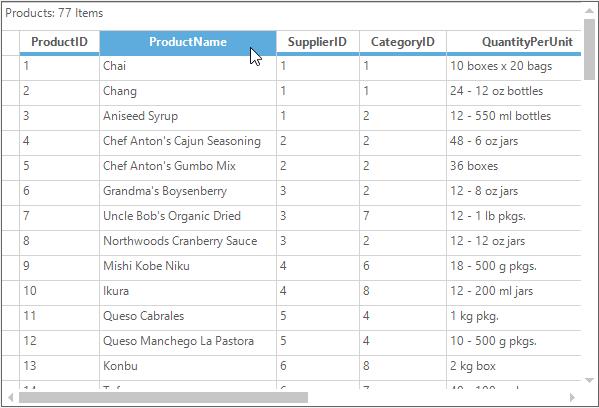 Products: 77 Items
ProductID ProductName SupplierID CategoryID QuantityPerUnit
1 Chai 1 1 10 boxes x 20 bags
2 Chang 1 1 24 - 12 oz bottles
3 Aniseed Syrup 1 2 12 - 550 ml bottles
4 Chef Anton's Cajun Seasoning 2 2 48 - 6 oz jars
5 Chef Anton's Gumbo Mix 2 2 36 boxes
6 Grandma's Boysenberry 3 2 12 - 8 oz jars
7 Uncle Bob's Organic Dried 3 7 12 - 1 lb pkgs.
8 Northwoods Cranberry Sauce 3 2 12 - 12 oz jars
9 Mishi Kobe Niku 4 6 18 - 500 g pkgs.
10 Ikura 4 8 12 - 200 ml jars
11 Queso Cabrales 5 4 1 kg pkg.
12 Queso Manchego La Pastora 5 4 10 - 500 g pkgs.
13 Konbu 6 8 2 kg box